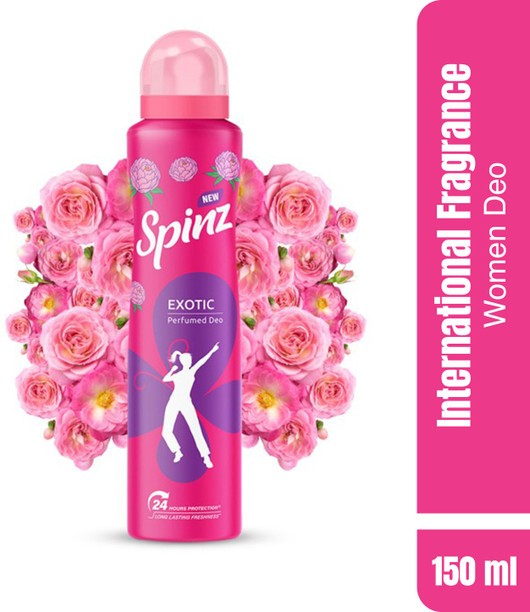 NEW
Spinz
EXOTIC
Perfumed Deo
24 HOURS PROTECTION*
LONG LASTING FRESHNESS*
International Fragrance
Women Deo
150 ml